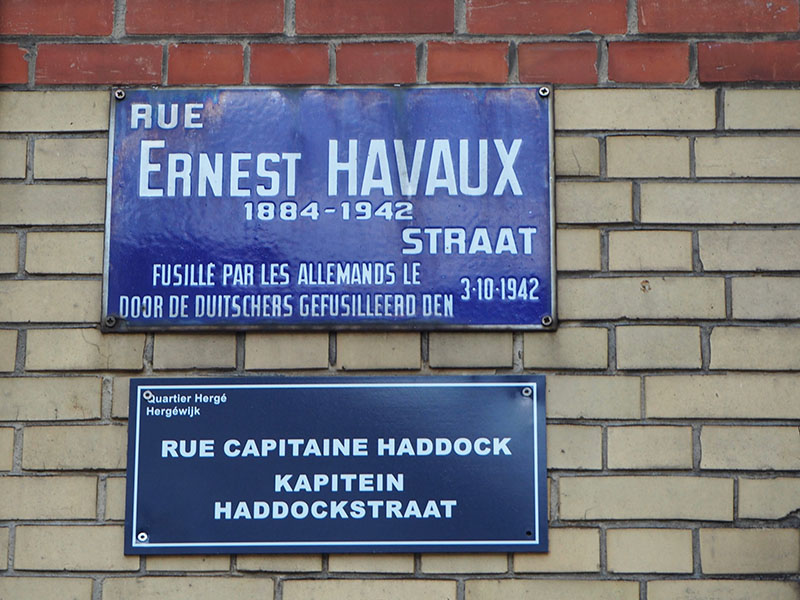 RUE
ERNEST HAVAUX
1884-1942
STRAAT
FUSILLÉ PAR LES ALLEMANDS LE
DOOR DE DUITSCHERS GEFUSILLEERD DEN
3-10-1942
Quartier Hergé
Hergéwijk
RUE CAPITAINE HADDOCK
KAPITEIN
HADDOCKSTRAAT